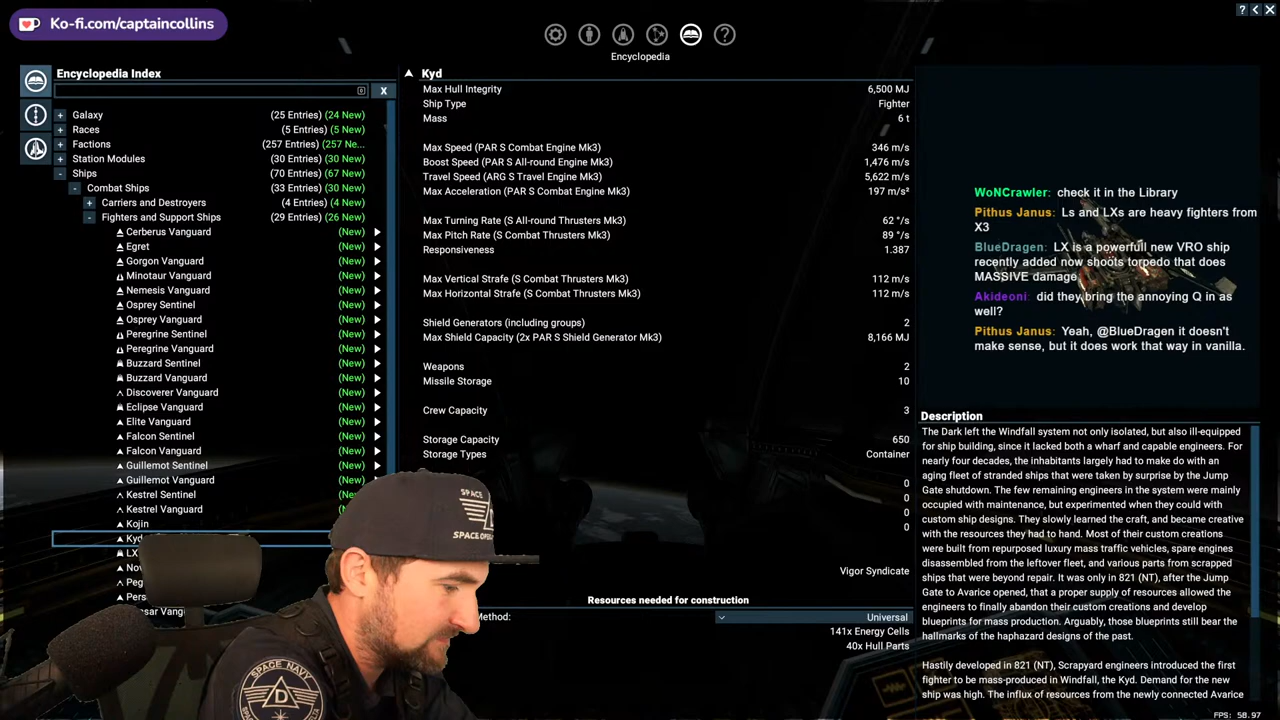 Ko-fi.com/captaincollins
Encyclopedia
Encyclopedia Index
X
Galaxy (25 Entries) (24 New)
Races (5 Entries) (5 New)
Factions (257 Entries) (257 Ne...
Station Modules (30 Entries) (30 New)
Ships (70 Entries) (67 New)
Combat Ships (33 Entries) (30 New)
Carriers and Destroyers (4 Entries) (4 New)
Fighters and Support Ships (29 Entries) (26 New)
Cerberus Vanguard (New)
Egret (New)
Gorgon Vanguard (New)
Minotaur Vanguard (New)
Nemesis Vanguard (New)
Osprey Sentinel (New)
Osprey Vanguard (New)
Peregrine Sentinel (New)
Peregrine Vanguard (New)
Buzzard Sentinel (New)
Buzzard Vanguard (New)
Discoverer Vanguard (New)
Eclipse Vanguard (New)
Elite Vanguard (New)
Falcon Sentinel (New)
Falcon Vanguard (New)
Guillemot Sentinel (New)
Guillemot Vanguard (New)
Kestrel Sentinel (New)
Kestrel Vanguard
Kojin
Kyd
LX
Kyd
Max Hull Integrity 6,500 MJ
Ship Type Fighter
Mass 6 t
Max Speed (PAR S Combat Engine Mk3) 346 m/s
Boost Speed (PAR S All-round Engine Mk3) 1,476 m/s
Travel Speed (ARG S Travel Engine Mk3) 5,622 m/s
Max Acceleration (PAR S Combat Engine Mk3) 197 m/s²
Max Turning Rate (S All-round Thrusters Mk3) 62 °/s
Max Pitch Rate (S Combat Thrusters Mk3) 89 °/s
Responsiveness 1.387
Max Vertical Strafe (S Combat Thrusters Mk3) 112 m/s
Max Horizontal Strafe (S Combat Thrusters Mk3) 112 m/s
Shield Generators (including groups) 2
Max Shield Capacity (2x PAR S Shield Generator Mk3) 8,166 MJ
Weapons 2
Missile Storage 10
Crew Capacity 3
Storage Capacity 650
Storage Types Container
0
0
0
0
Vigor Syndicate
Resources needed for construction
Method: Universal
141x Energy Cells
40x Hull Parts
WoNCrawler: check it in the Library
Pithus Janus: Ls and LXs are heavy fighters from
X3
BlueDragen: LX is a powerfull new VRO ship
recently added now shoots torpedo that does
MASSIVE damage
Akideoni: did they bring the annoying Q in as
well?
Pithus Janus: Yeah, @BlueDragen it doesn't
make sense, but it does work that way in vanilla.
Description
The Dark left the Windfall system not only isolated, but also ill-equipped
for ship building, since it lacked both a wharf and capable engineers. For
nearly four decades, the inhabitants largely had to make do with an
aging fleet of stranded ships that were taken by surprise by the Jump
Gate shutdown. The few remaining engineers in the system were mainly
occupied with maintenance, but experimented when they could with
custom ship designs. They slowly learned the craft, and became creative
with the resources they had to hand. Most of their custom creations
were built from repurposed luxury mass traffic vehicles, spare engines
disassembled from the leftover fleet, and various parts from scrapped
ships that were beyond repair. It was only in 821 (NT), after the Jump
Gate to Avarice opened, that a proper supply of resources allowed the
engineers to finally abandon their custom creations and develop
blueprints for mass production. Arguably, those blueprints still bear the
hallmarks of the haphazard designs of the past.
Hastily developed in 821 (NT), Scrapyard engineers introduced the first
fighter to be mass-produced in Windfall, the Kyd. Demand for the new
ship was high. The influx of resources from the newly connected Avarice
FPS: 58.97
SPACE
SPACE NAVY
D